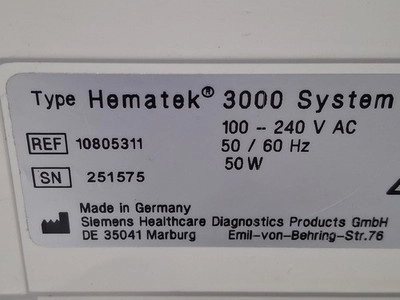 Type Hematek® 3000 System
100 - 240 V AC
REF 10805311
50 / 60 Hz
50 W
SN 251575
Made in Germany
Siemens Healthcare Diagnostics Products GmbH
DE 35041 Marburg Emil-von-Behring-Str.76